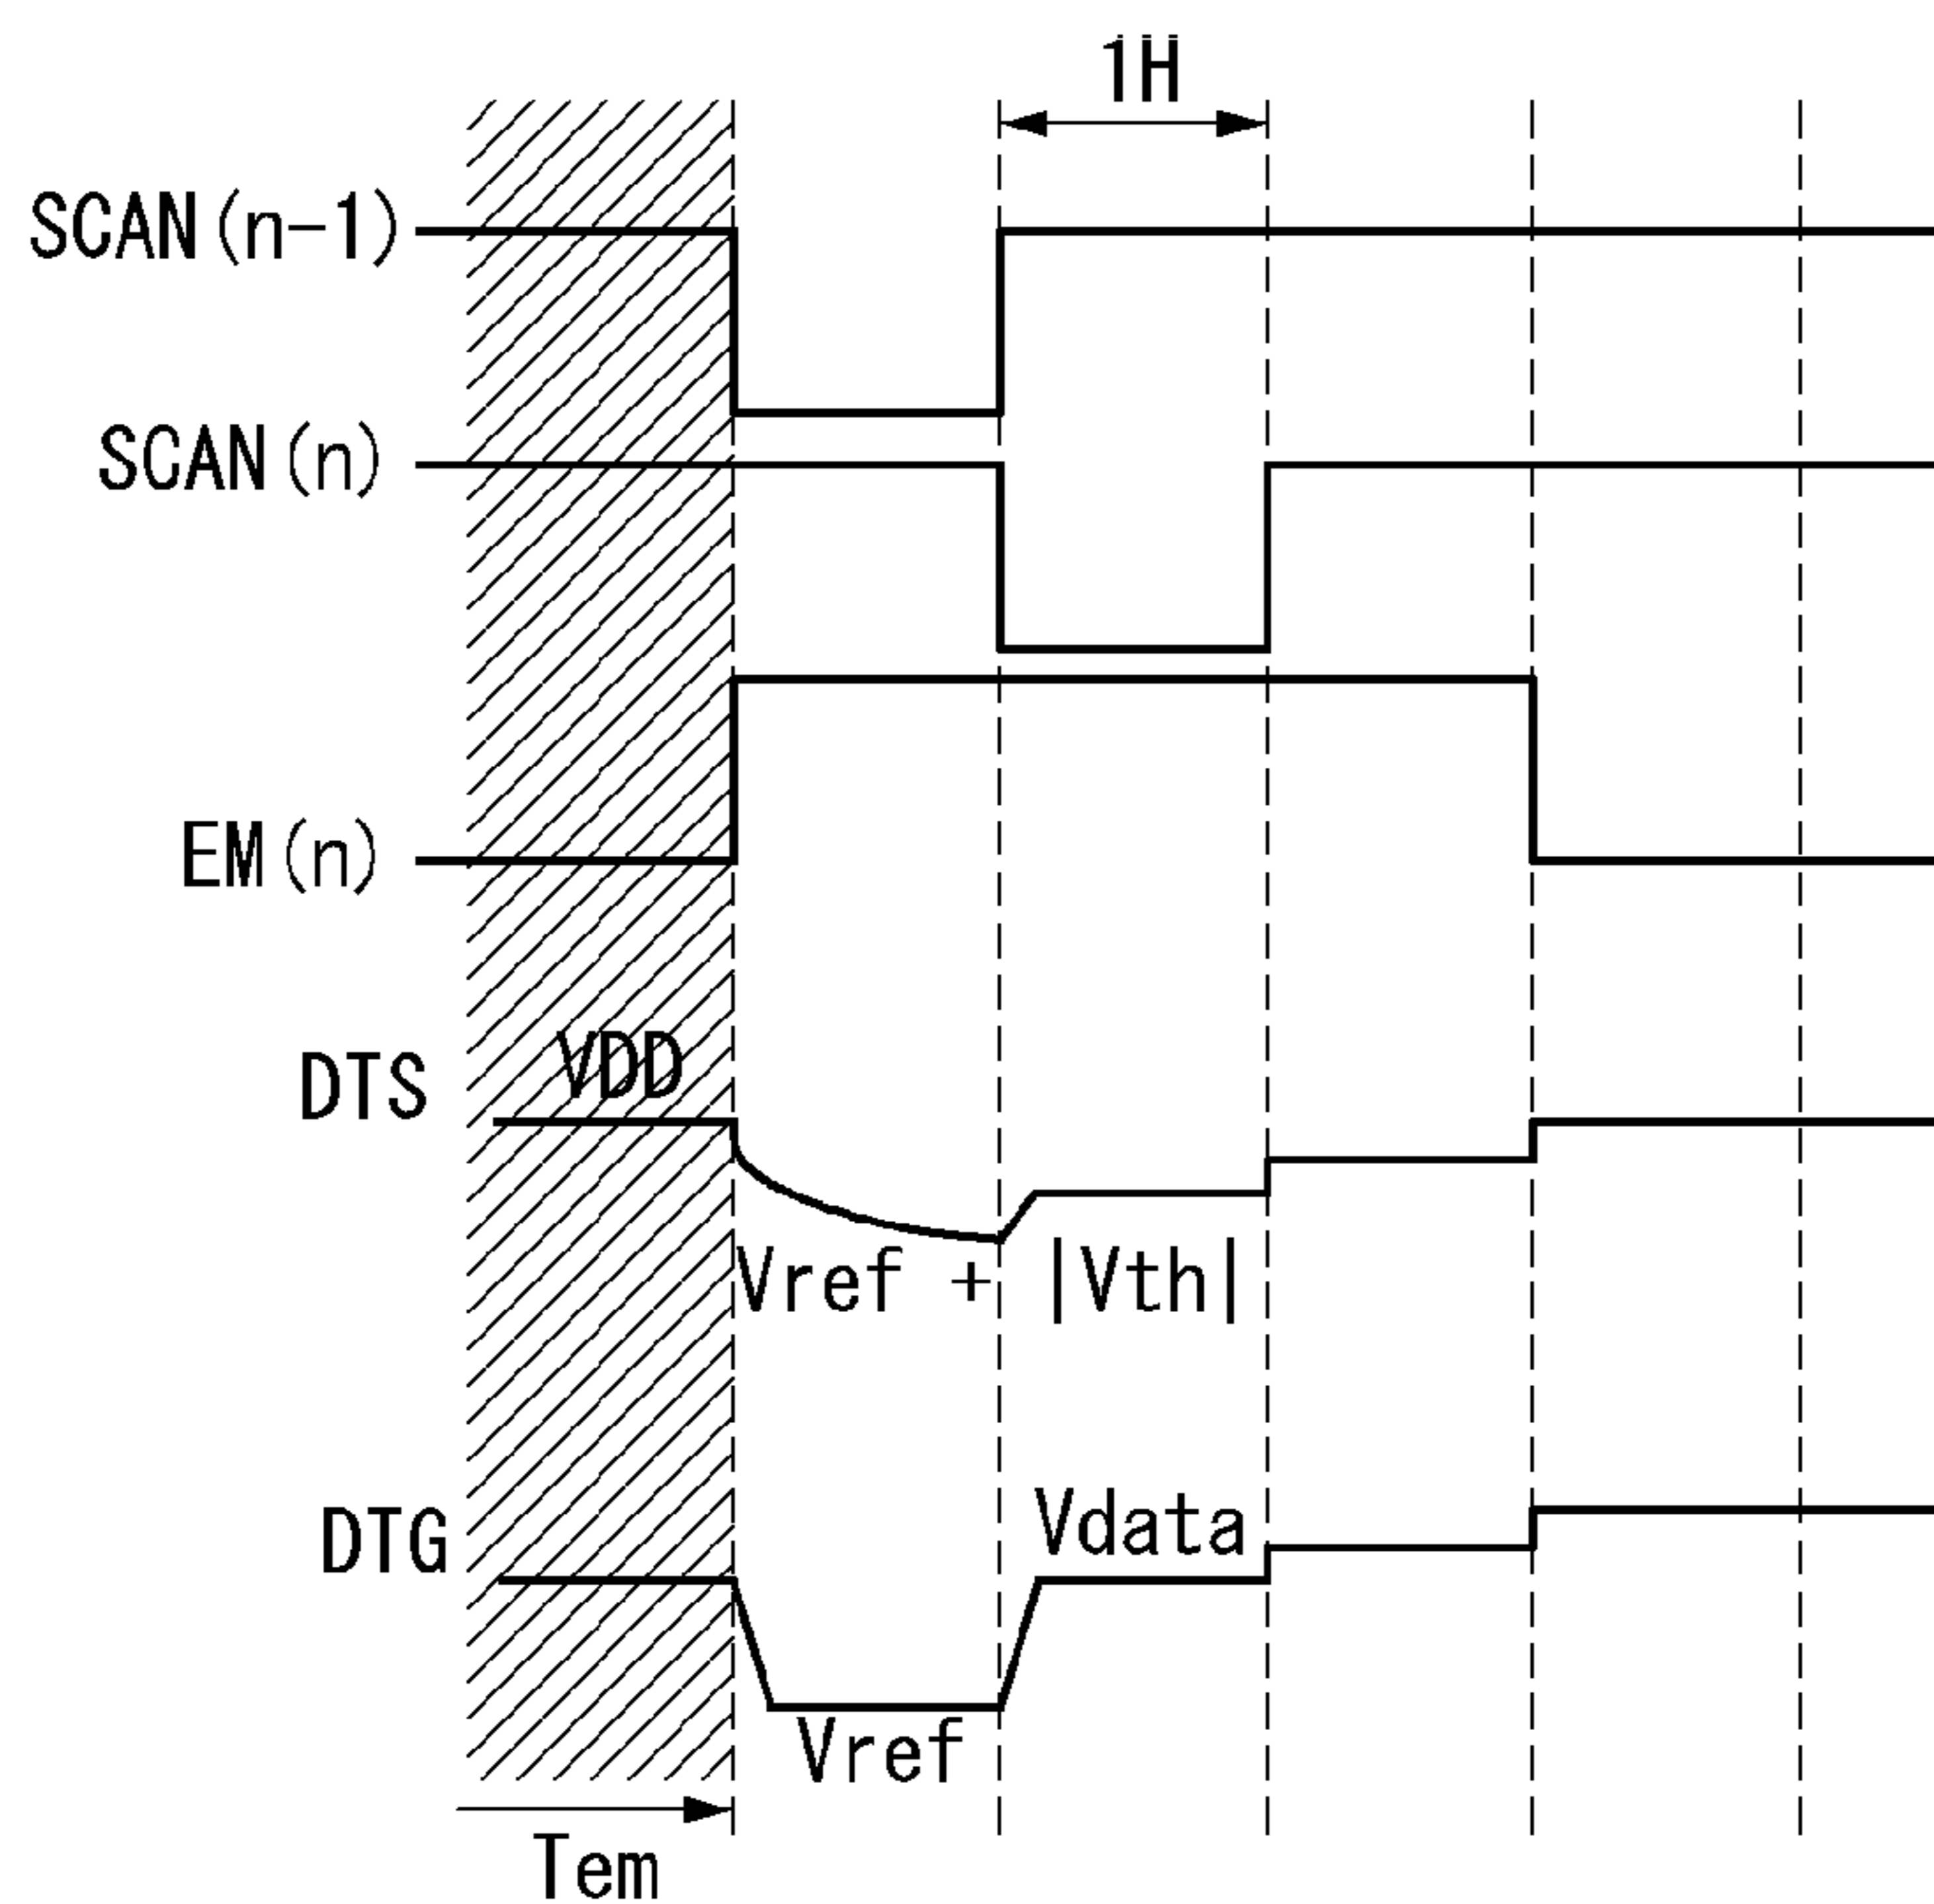 1H
SCAN(n-1)
SCAN(n)
EM(n)
DTS
VDD
Vref + |Vth|
DTG
Vdata
Vref
Tem